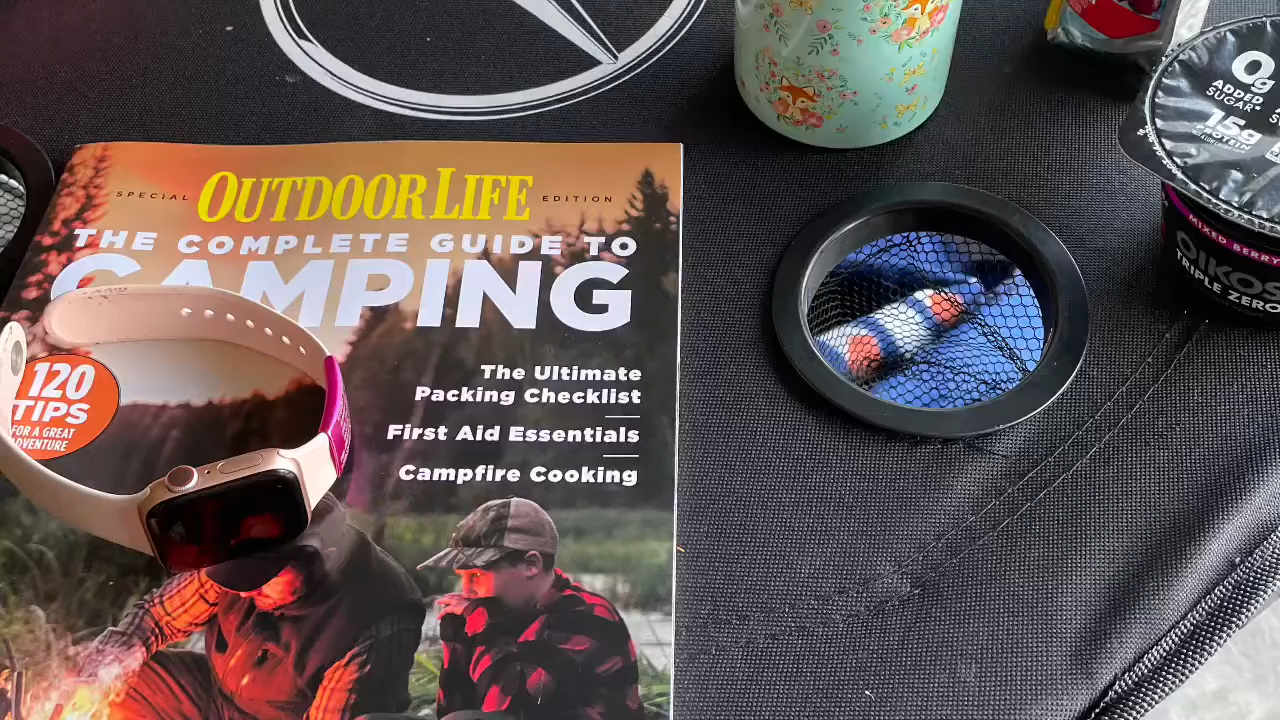 SPECIAL OUTDOOR LIFE EDITION
THE COMPLETE GUIDE TO
CAMPING
120
TIPS
FOR A GREAT
ADVENTURE
The Ultimate
Packing Checklist
First Aid Essentials
Campfire Cooking
0g
ADDED
SUGAR*
15g
PROTEIN
MIXED BERRY
OIKOS
TRIPLE ZERO